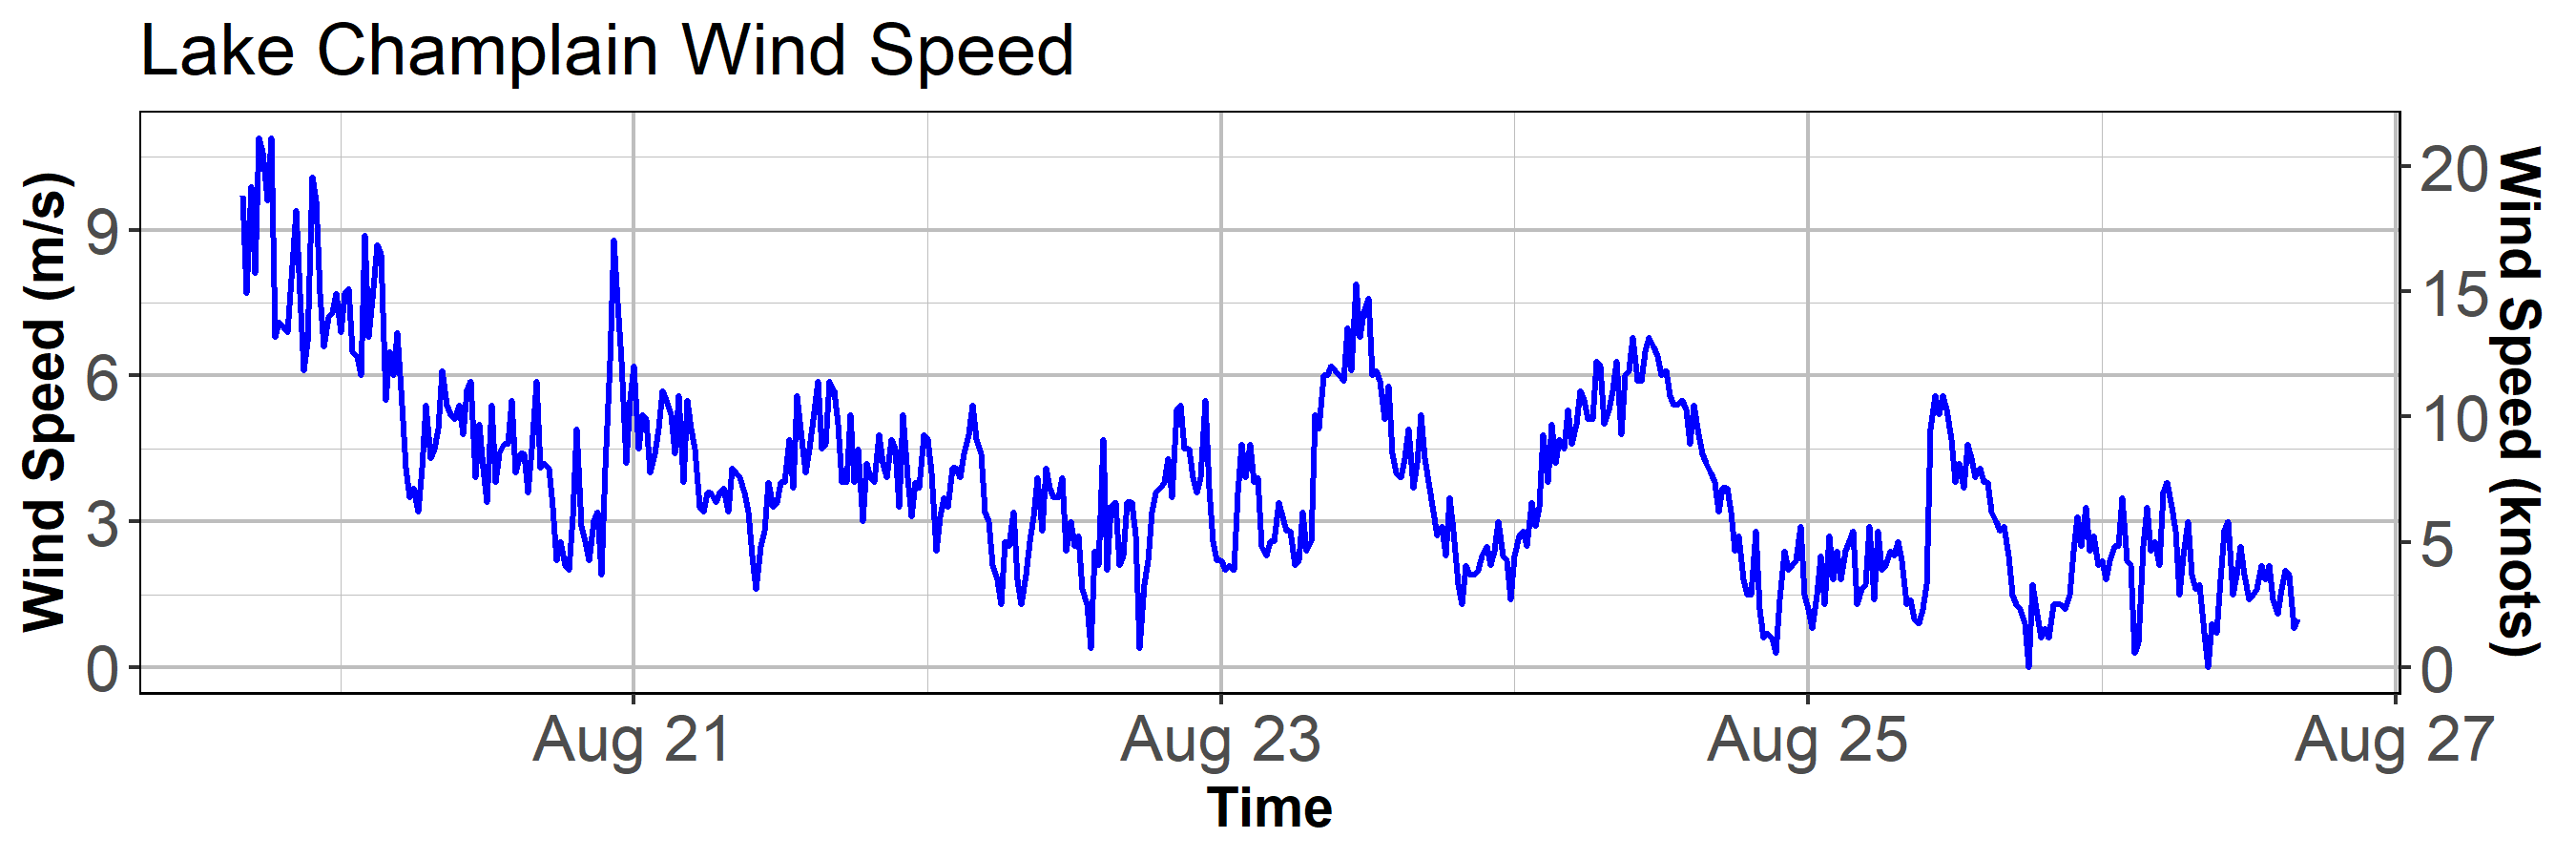 Lake Champlain Wind Speed
Wind Speed (m/s)
9
6
3
0
20
15
10
5
0
Wind Speed (knots)
Aug 21
Aug 23
Aug 25
Aug 27
Time